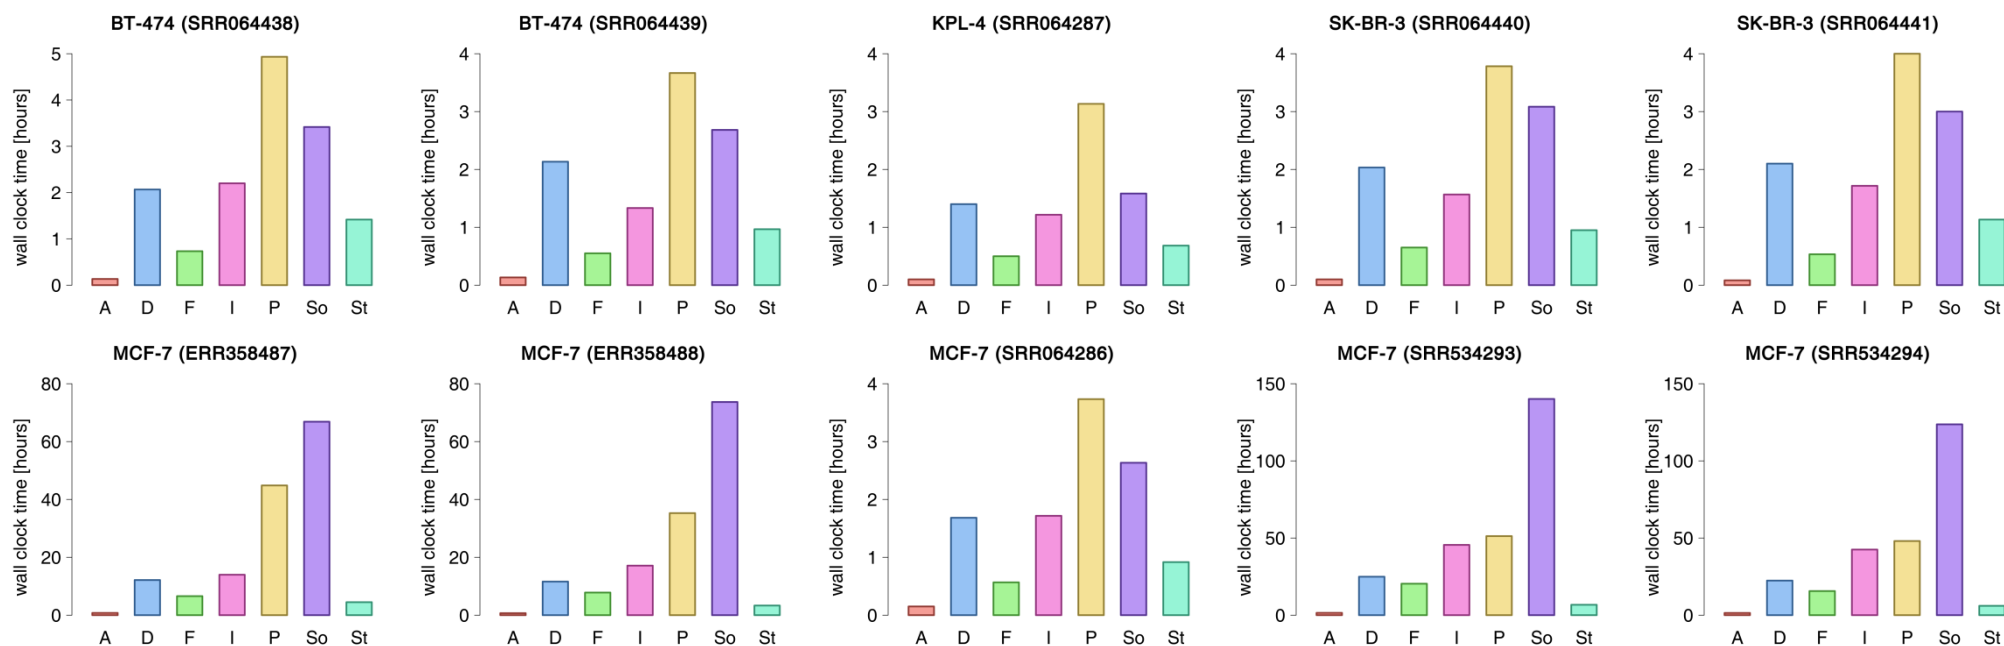 BT-474 (SRR064438)
wall clock time [hours]
5
4
3
2
1
0
A D F I P So St
BT-474 (SRR064439)
wall clock time [hours]
4
3
2
1
0
A D F I P So St
KPL-4 (SRR064287)
wall clock time [hours]
4
3
2
1
0
A D F I P So St
SK-BR-3 (SRR064440)
wall clock time [hours]
4
3
2
1
0
A D F I P So St
SK-BR-3 (SRR064441)
wall clock time [hours]
4
3
2
1
0
A D F I P So St
MCF-7 (ERR358487)
wall clock time [hours]
80
60
40
20
0
A D F I P So St
MCF-7 (ERR358488)
wall clock time [hours]
80
60
40
20
0
A D F I P So St
MCF-7 (SRR064286)
wall clock time [hours]
4
3
2
1
0
A D F I P So St
MCF-7 (SRR534293)
wall clock time [hours]
150
100
50
0
A D F I P So St
MCF-7 (SRR534294)
wall clock time [hours]
150
100
50
0
A D F I P So St